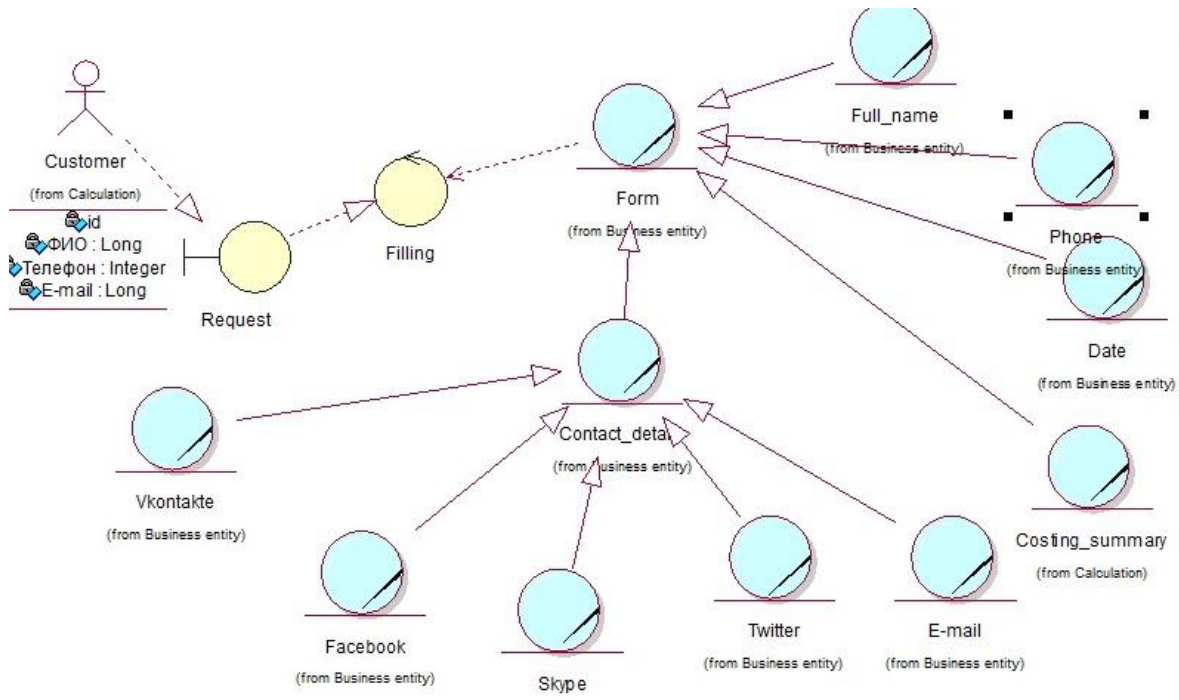 Full_name
(from Business entity)
Customer
(from Calculation)
id
ФИО : Long
Телефон : Integer
E-mail : Long
Request
Filling
Form
(from Business entity)
Phone
(from Business entity)
Date
(from Business entity)
Contact_detai
(from Business entity)
Vkontakte
(from Business entity)
Costing_summary
(from Calculation)
Facebook
(from Business entity)
Skype
Twitter
(from Business entity)
E-mail
(from Business entity)